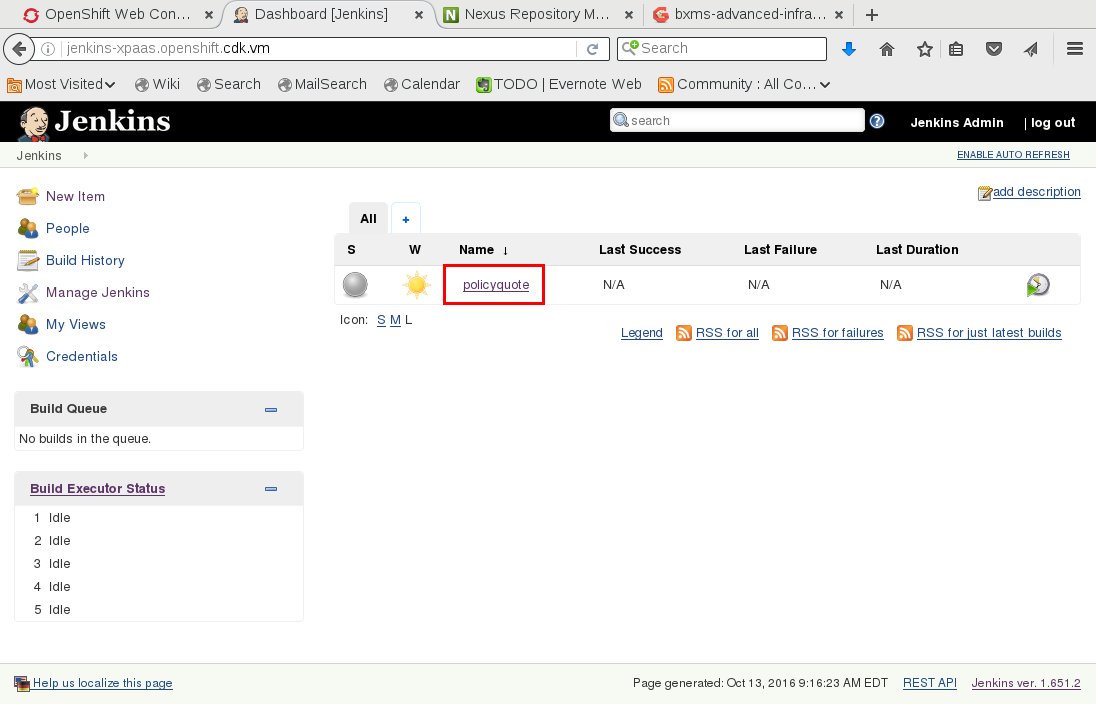 OpenShift Web Con... × Dashboard [Jenkins] × Nexus Repository M... × bxms-advanced-infra... × +
jenkins-xpaas.openshift.cdk.vm Search
Most Visited Wiki Search MailSearch Calendar TODO | Evernote Web Community : All Co...
Jenkins search Jenkins Admin | log out
Jenkins ENABLE AUTO REFRESH
add description
New Item
People
Build History
Manage Jenkins
My Views
Credentials
All +
S W Name ↓ Last Success Last Failure Last Duration
policyquote N/A N/A N/A
Icon: S M L
Legend RSS for all RSS for failures RSS for just latest builds
Build Queue
No builds in the queue.
Build Executor Status
1 Idle
2 Idle
3 Idle
4 Idle
5 Idle
Help us localize this page Page generated: Oct 13, 2016 9:16:23 AM EDT REST API Jenkins ver. 1.651.2